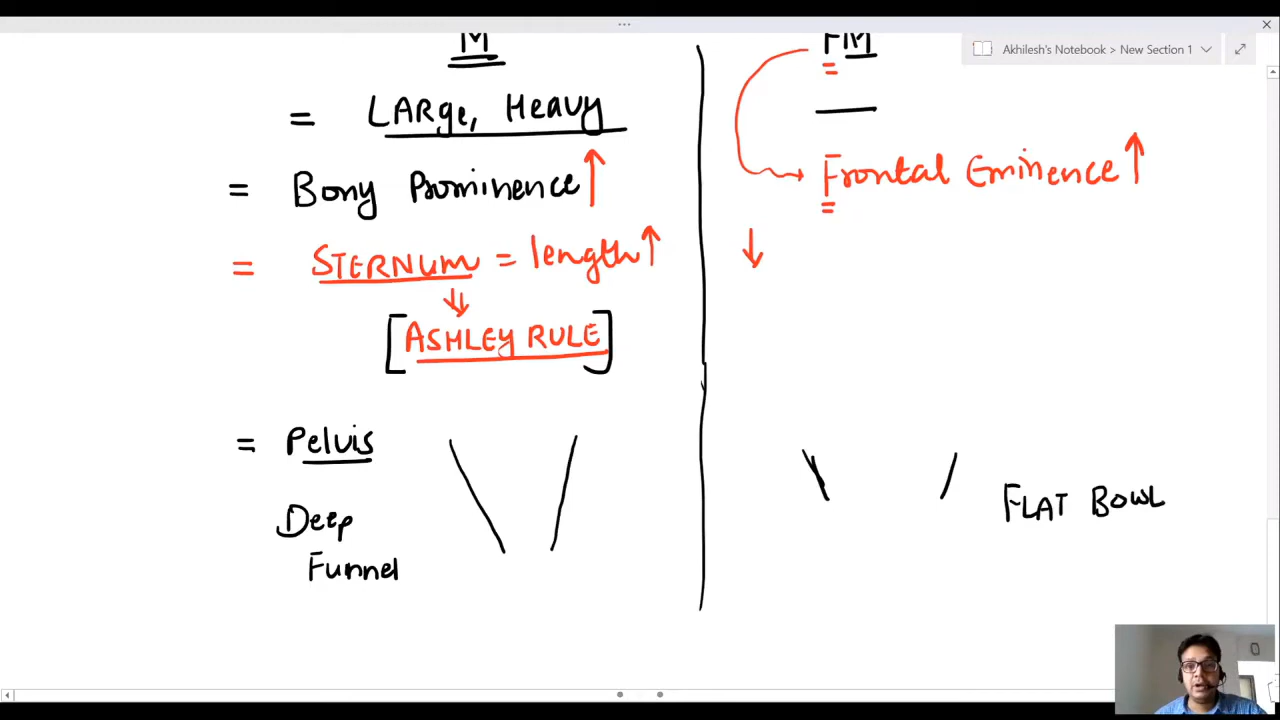 Akhilesh's Notebook > New Section 1
M
FM
= LARge, Heavy
= Bony Prominence ↑
Frontal Eminence ↑
= STERNUM = length ↑
↓
[ASHLEY RULE]
= Pelvis
Deep
Funnel
FLAT BOWL